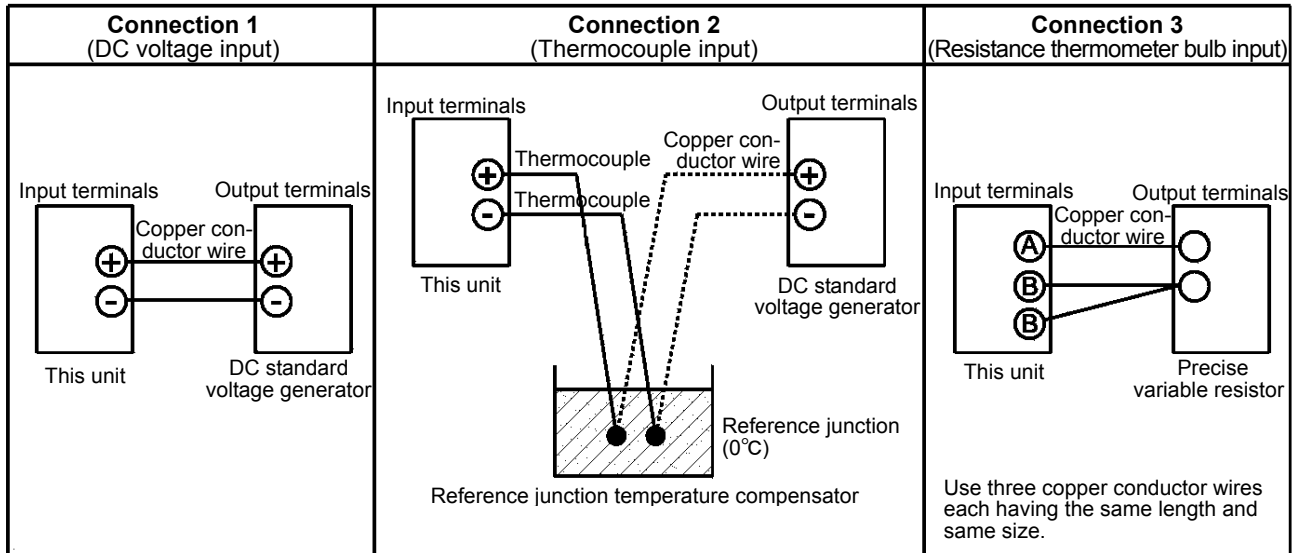 Connection 1
(DC voltage input)
Input terminals
Output terminals
Copper con-
ductor wire
+
+
-
-
This unit
DC standard
voltage generator
Connection 2
(Thermocouple input)
Input terminals
Output terminals
Thermocouple
Copper con-
ductor wire
+
+
Thermocouple
-
-
This unit
DC standard
voltage generator
Reference junction
(0°C)
Reference junction temperature compensator
Connection 3
(Resistance thermometer bulb input)
Input terminals
Output terminals
Copper con-
ductor wire
A
B
B
This unit
Precise
variable resistor
Use three copper conductor wires
each having the same length and
same size.